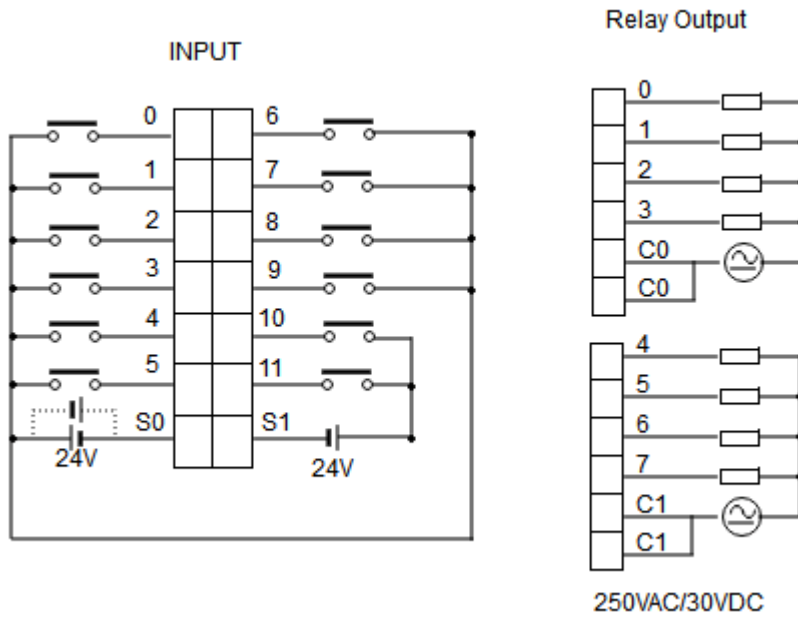 INPUT
0 6
1 7
2 8
3 9
4 10
5 11
S0 S1
24V 24V
Relay Output
0
1
2
3
C0
C0
4
5
6
7
C1
C1
250VAC/30VDC